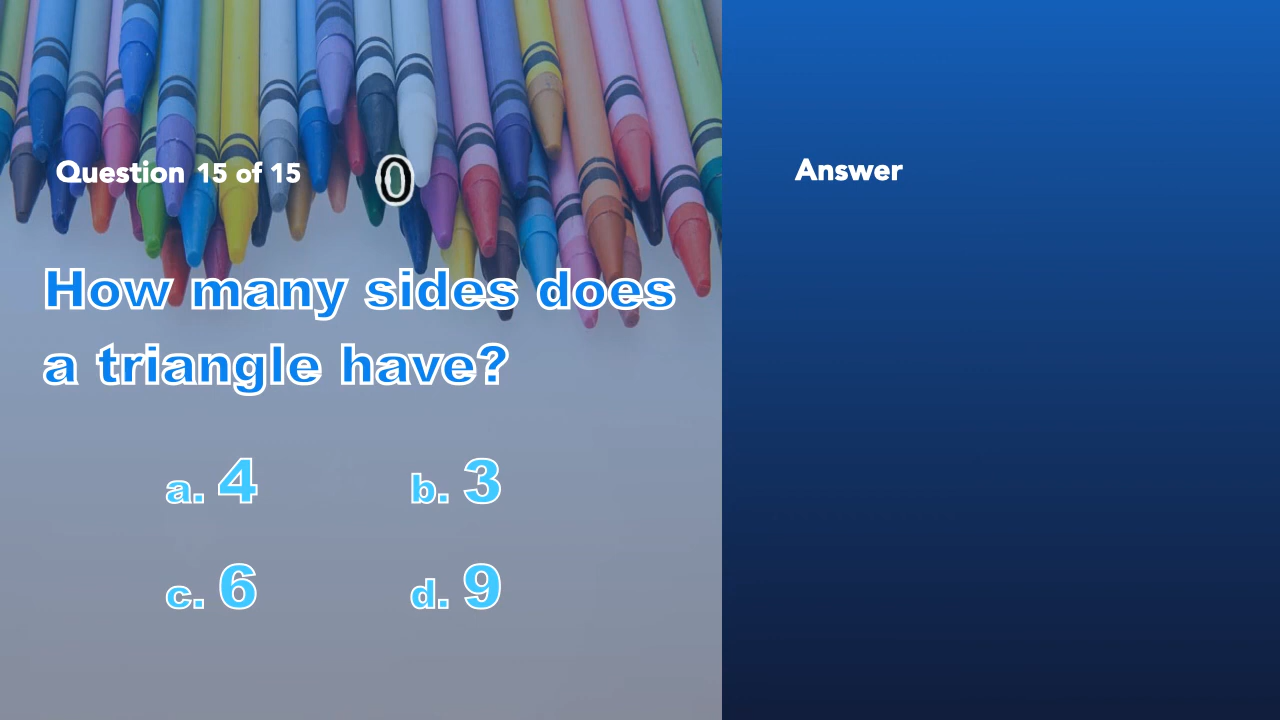 Question 15 of 15
0
How many sides does
a triangle have?
a. 4
b. 3
c. 6
d. 9
Answer